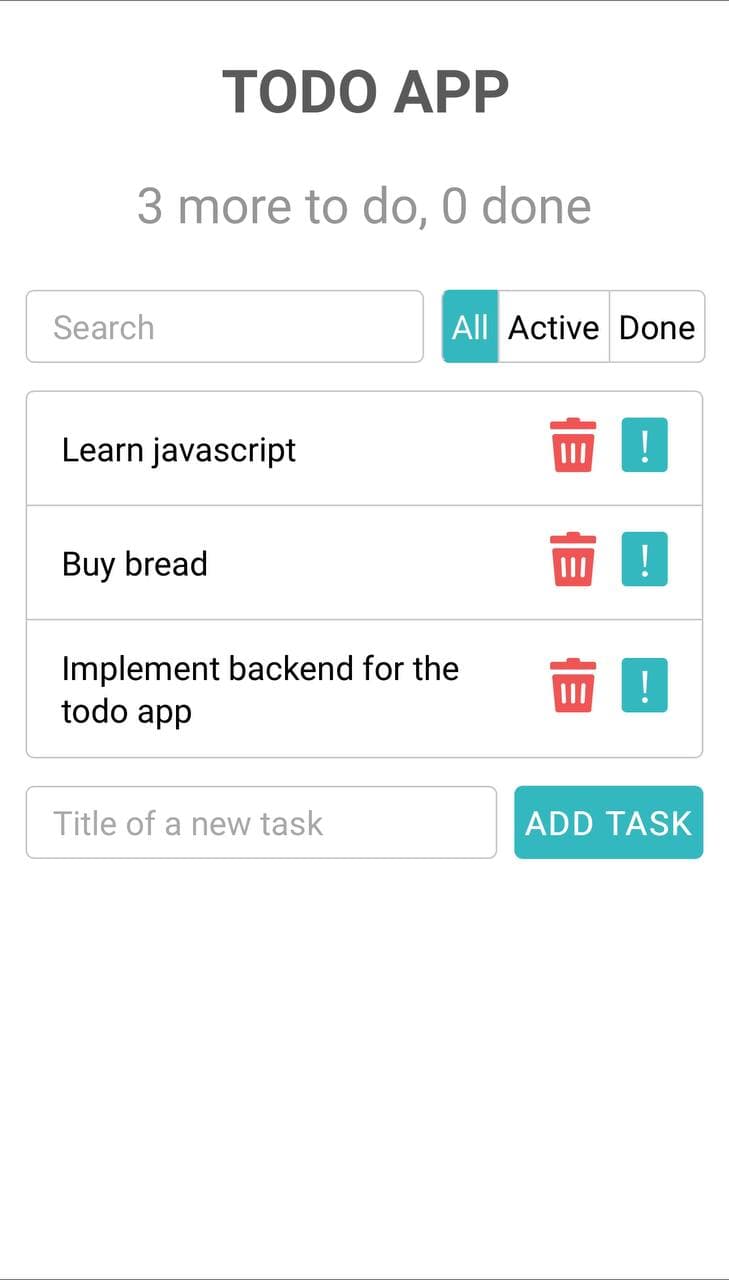 TODO APP
3 more to do, 0 done
Search
All Active Done
Learn javascript
!
Buy bread
!
Implement backend for the
todo app
!
Title of a new task
ADD TASK